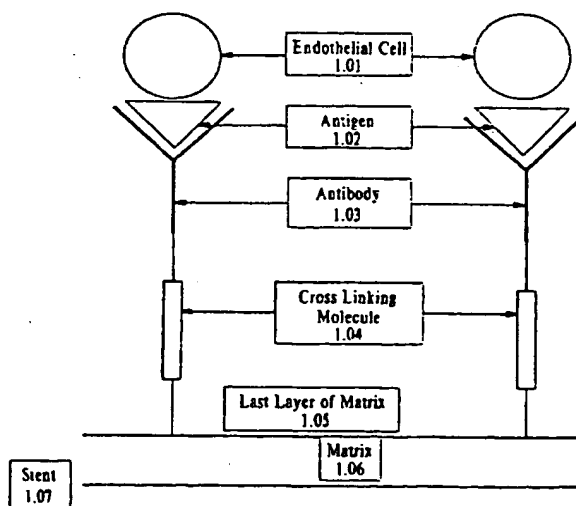 Endothelial Cell
1.01
Antigen
1.02
Antibody
1.03
Cross Linking
Molecule
1.04
Last Layer of Matrix
1.05
Matrix
1.06
Stent
1.07